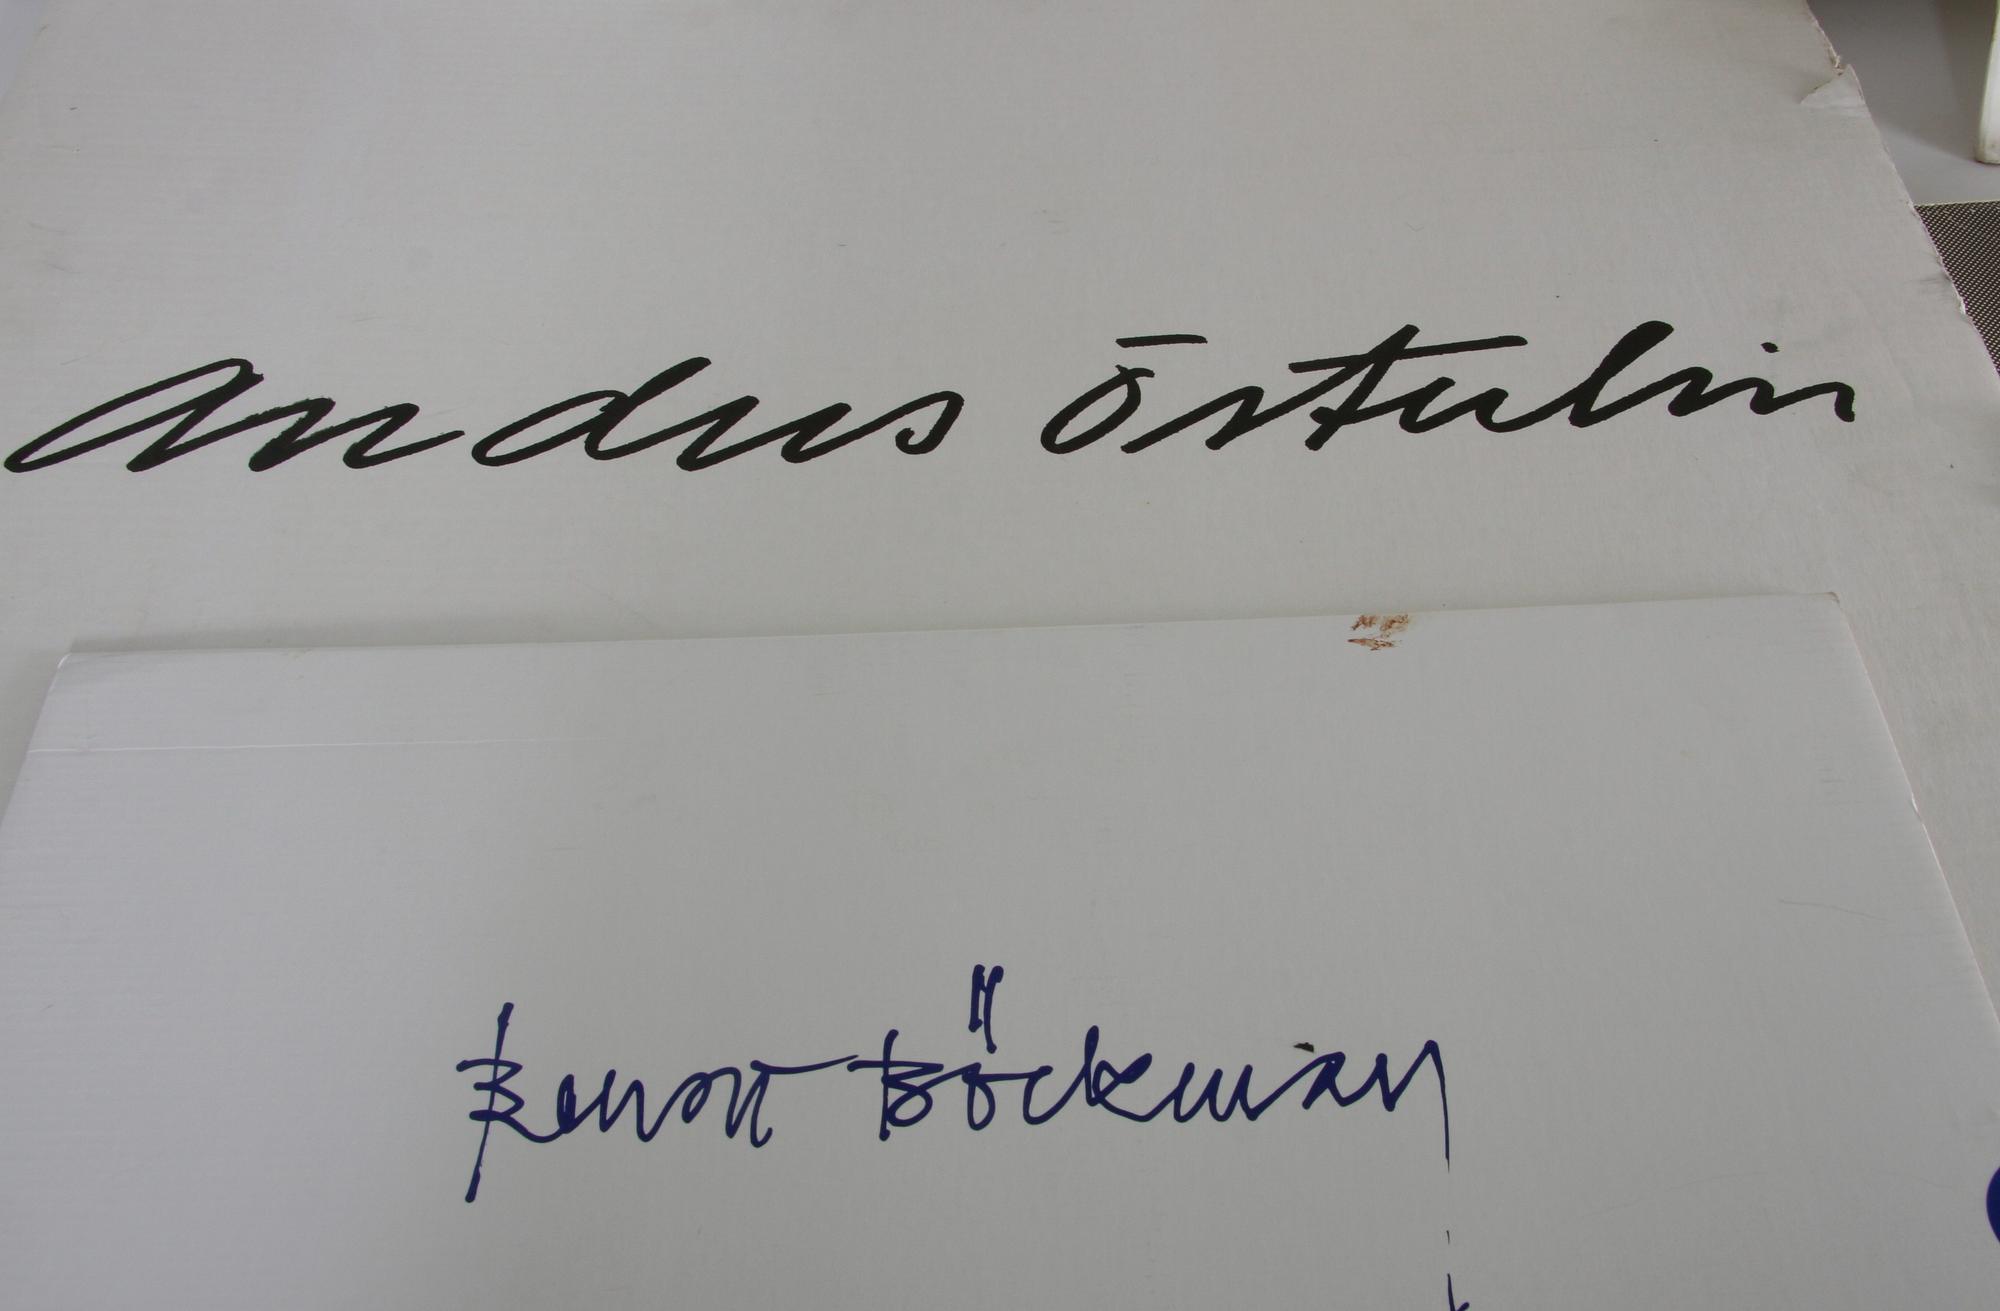 Anders Österlin
Bengt Böckman